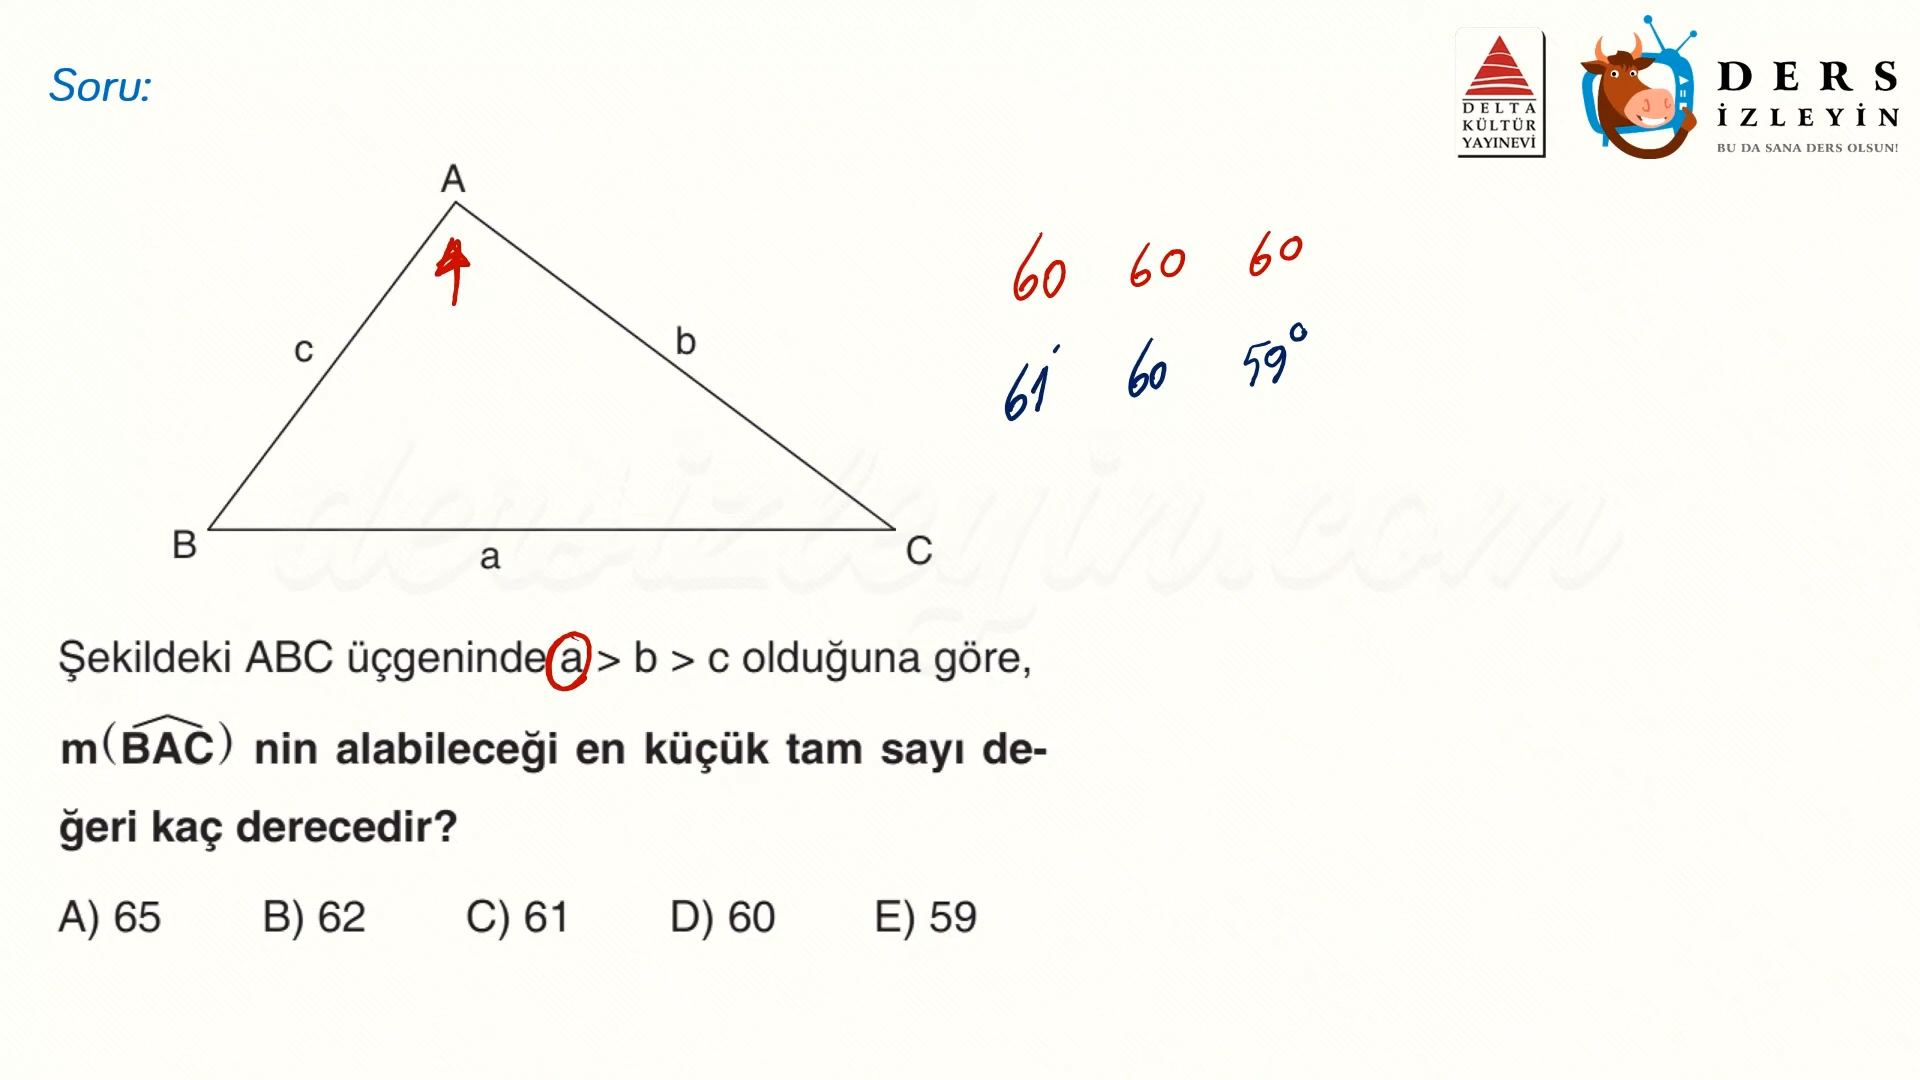 Soru:
DELTA
KÜLTÜR
YAYINEVİ
DERS
İZLEYİN
BU DA SANA DERS OLSUN!
A
60 60 60
c
b
61° 60 59°
dersizleyin.com
B
a
C
Şekildeki ABC üçgeninde a > b > c olduğuna göre,
m(BAC) nin alabileceği en küçük tam sayı de-
ğeri kaç derecedir?
A) 65 B) 62 C) 61 D) 60 E) 59